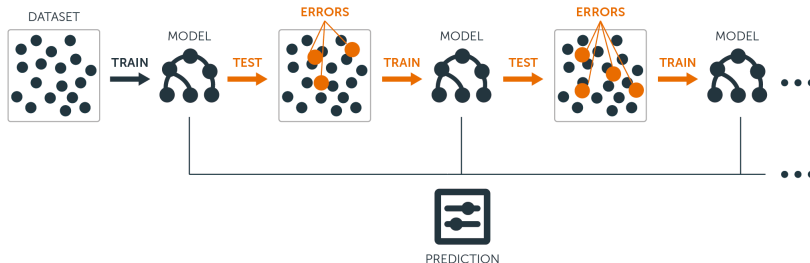 DATASET
MODEL
ERRORS
MODEL
ERRORS
MODEL
TRAIN
TEST
TRAIN
TEST
TRAIN
PREDICTION